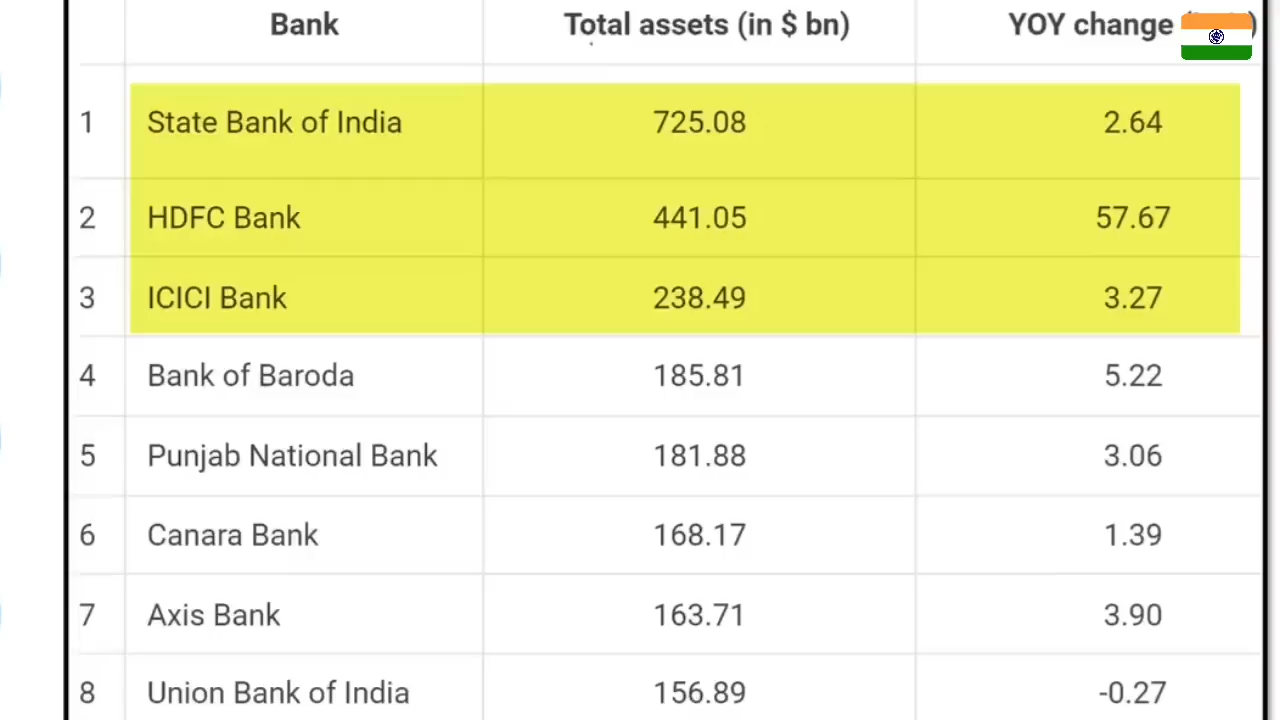 Bank Total assets (in $ bn) YOY change )
1 State Bank of India 725.08 2.64
2 HDFC Bank 441.05 57.67
3 ICICI Bank 238.49 3.27
4 Bank of Baroda 185.81 5.22
5 Punjab National Bank 181.88 3.06
6 Canara Bank 168.17 1.39
7 Axis Bank 163.71 3.90
8 Union Bank of India 156.89 -0.27